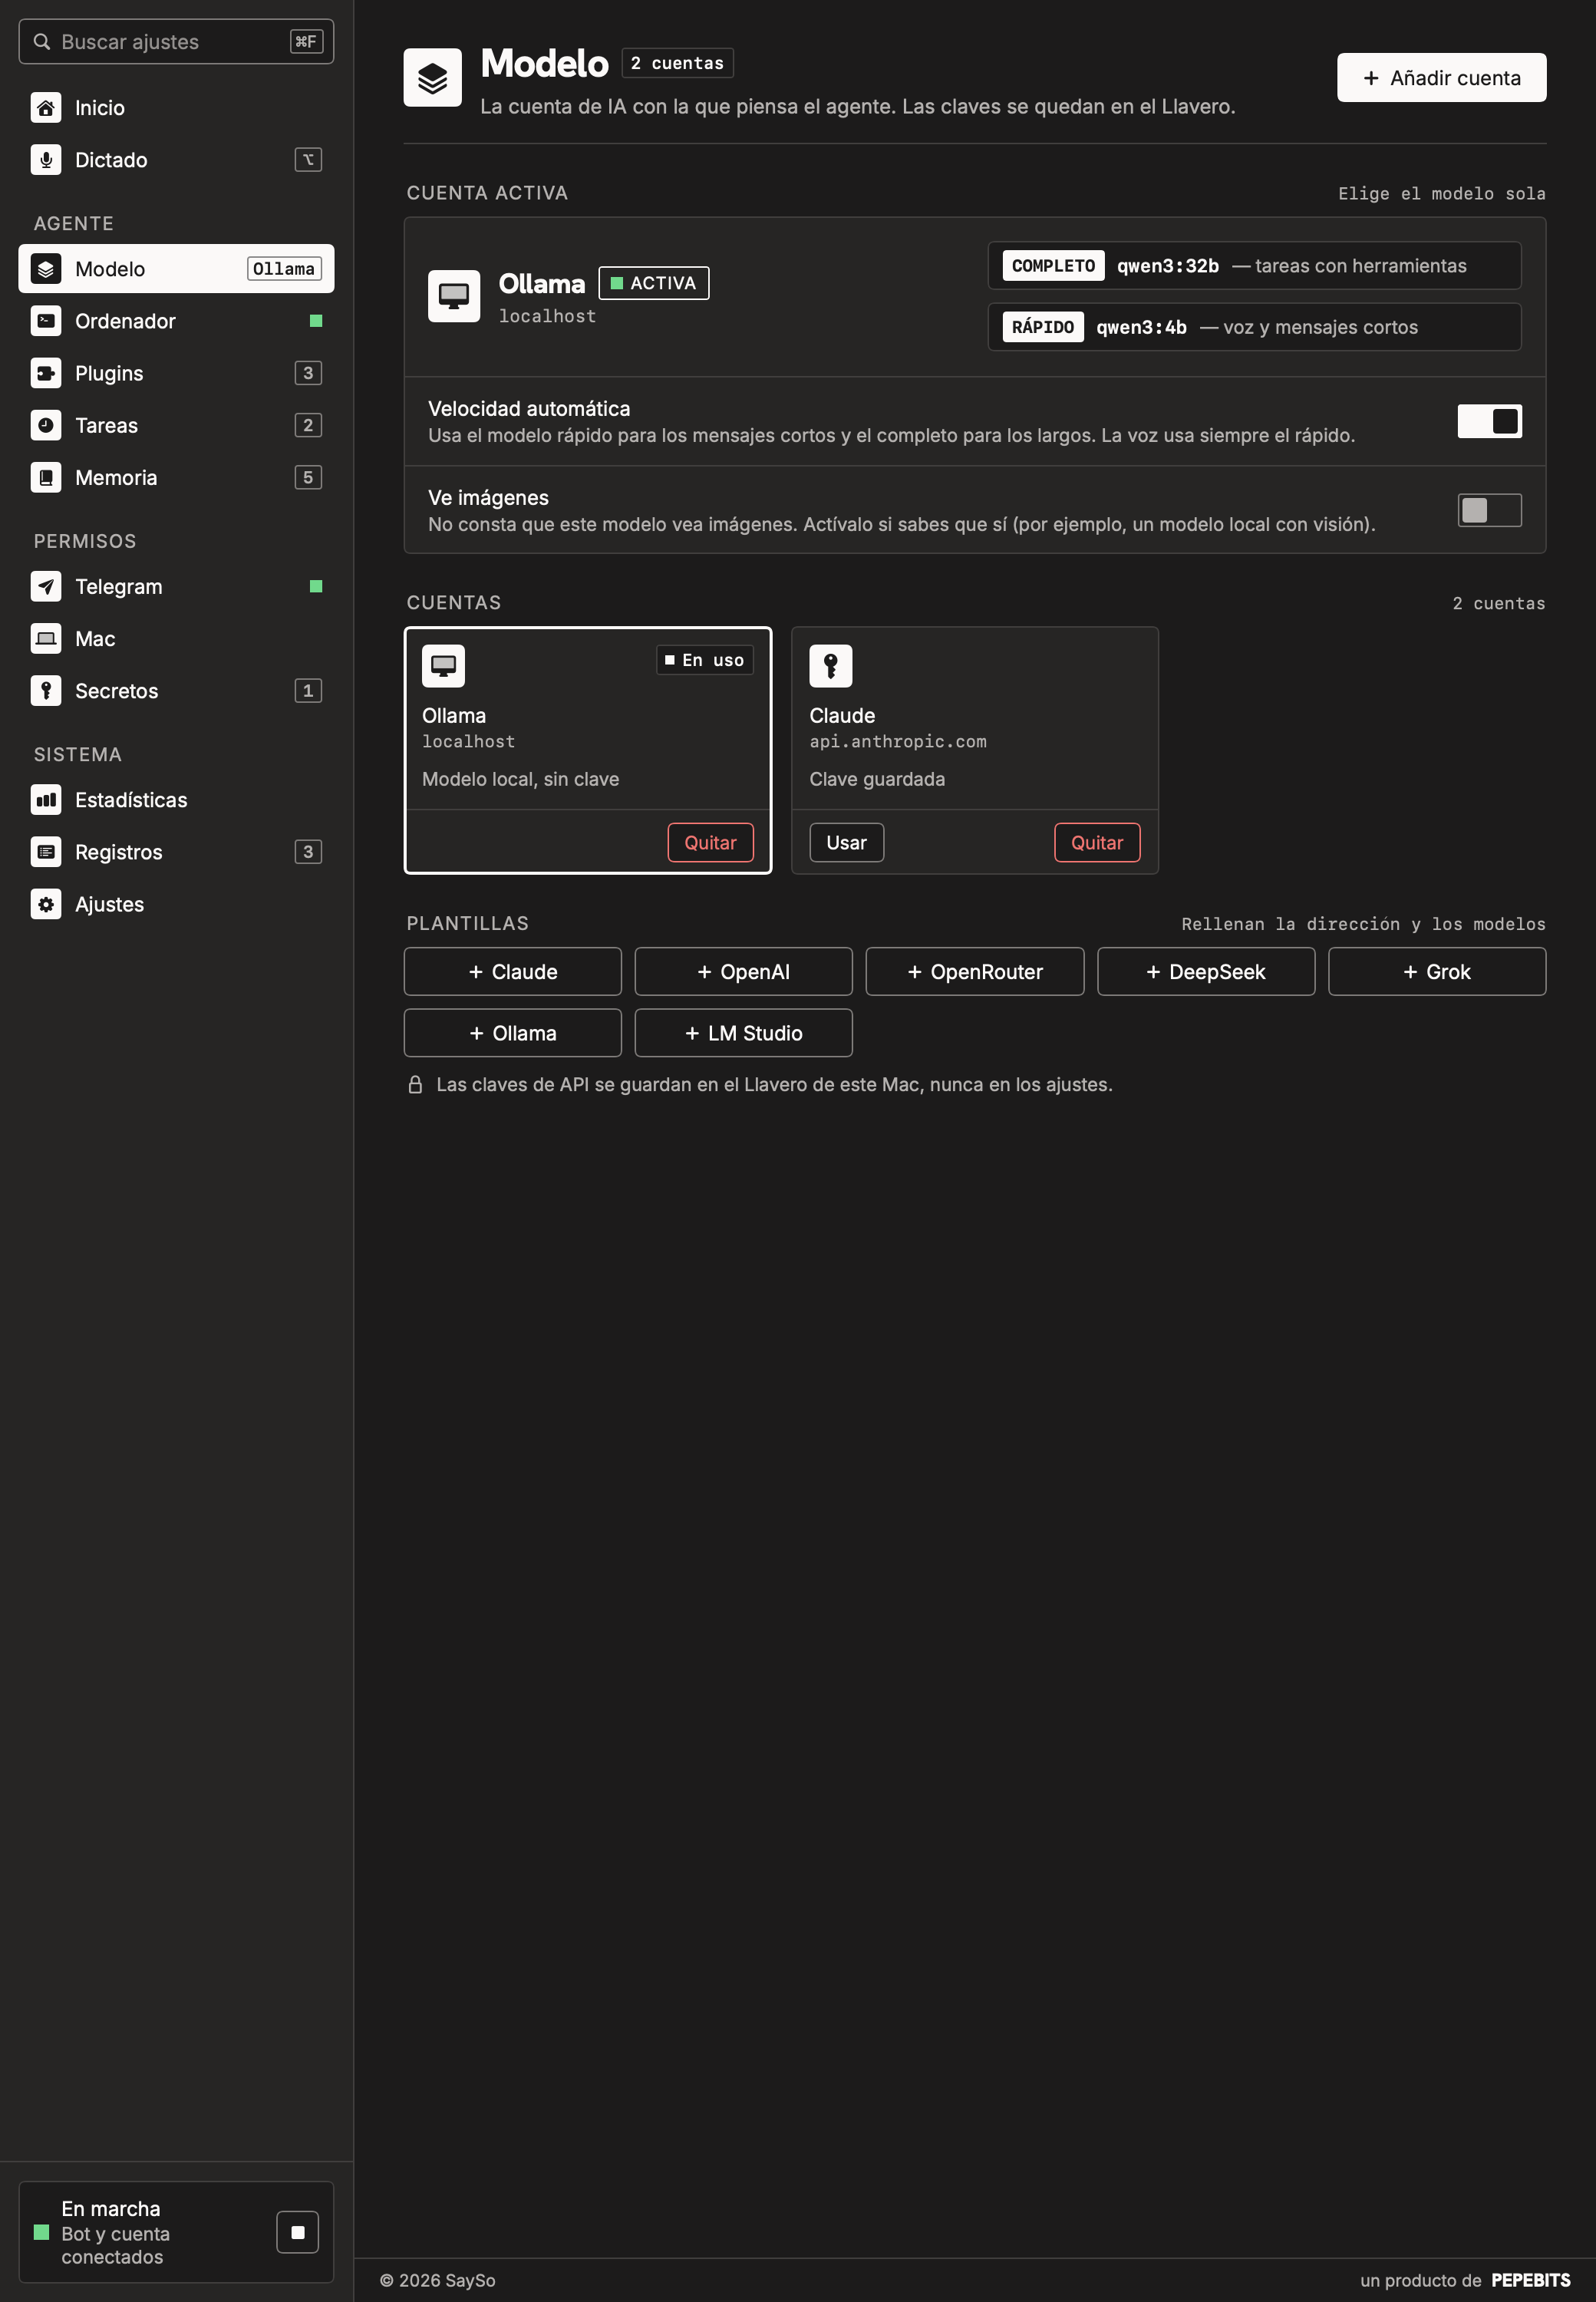 Buscar ajustes ⌘F
Inicio
Dictado ⌥
AGENTE
Modelo Ollama
Ordenador
Plugins 3
Tareas 2
Memoria 5
PERMISOS
Telegram
Mac
Secretos 1
SISTEMA
Estadísticas
Registros 3
Ajustes
En marcha
Bot y cuenta
conectados
Modelo 2 cuentas
La cuenta de IA con la que piensa el agente. Las claves se quedan en el Llavero.
+ Añadir cuenta
CUENTA ACTIVA Elige el modelo sola
Ollama ACTIVA
localhost
COMPLETO qwen3:32b — tareas con herramientas
RÁPIDO qwen3:4b — voz y mensajes cortos
Velocidad automática
Usa el modelo rápido para los mensajes cortos y el completo para los largos. La voz usa siempre el rápido.
Ve imágenes
No consta que este modelo vea imágenes. Actívalo si sabes que sí (por ejemplo, un modelo local con visión).
CUENTAS 2 cuentas
En uso
Ollama
localhost
Modelo local, sin clave
Quitar
Claude
api.anthropic.com
Clave guardada
Usar Quitar
PLANTILLAS Rellenan la dirección y los modelos
+ Claude + OpenAI + OpenRouter + DeepSeek + Grok
+ Ollama + LM Studio
Las claves de API se guardan en el Llavero de este Mac, nunca en los ajustes.
© 2026 SaySo un producto de PEPEBITS